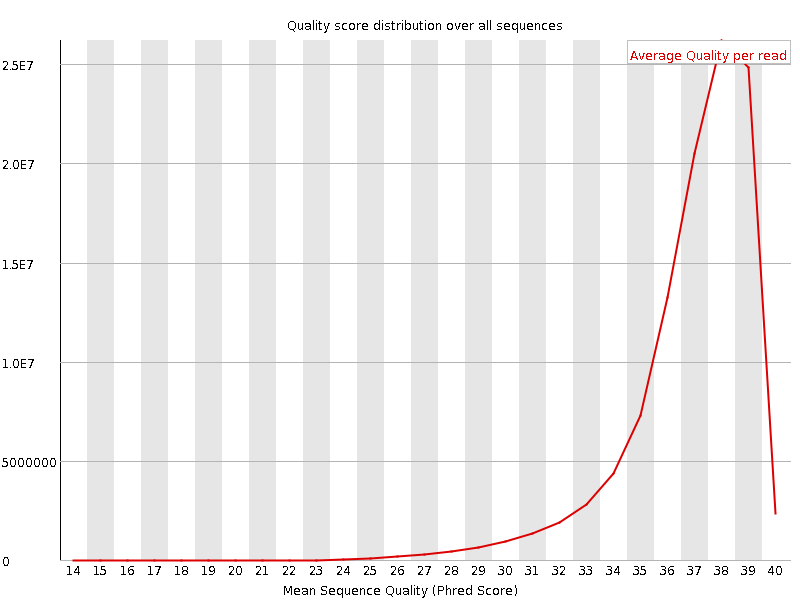 Quality score distribution over all sequences
Average Quality per read
2.5E7
2.0E7
1.5E7
1.0E7
5000000
0
14 15 16 17 18 19 20 21 22 23 24 25 26 27 28 29 30 31 32 33 34 35 36 37 38 39 40
Mean Sequence Quality (Phred Score)